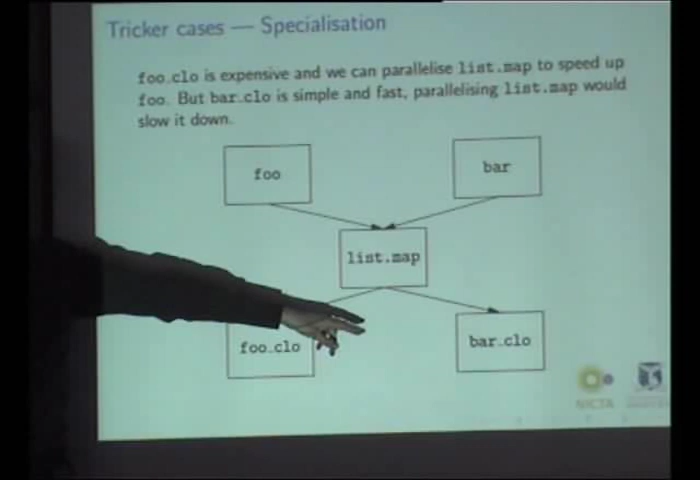 Tricker cases — Specialisation
foo.clo is expensive and we can parallelise list.map to speed up
foo. But bar.clo is simple and fast, parallelising list.map would
slow it down.
foo
bar
list.map
foo.clo
bar.clo
NICTA